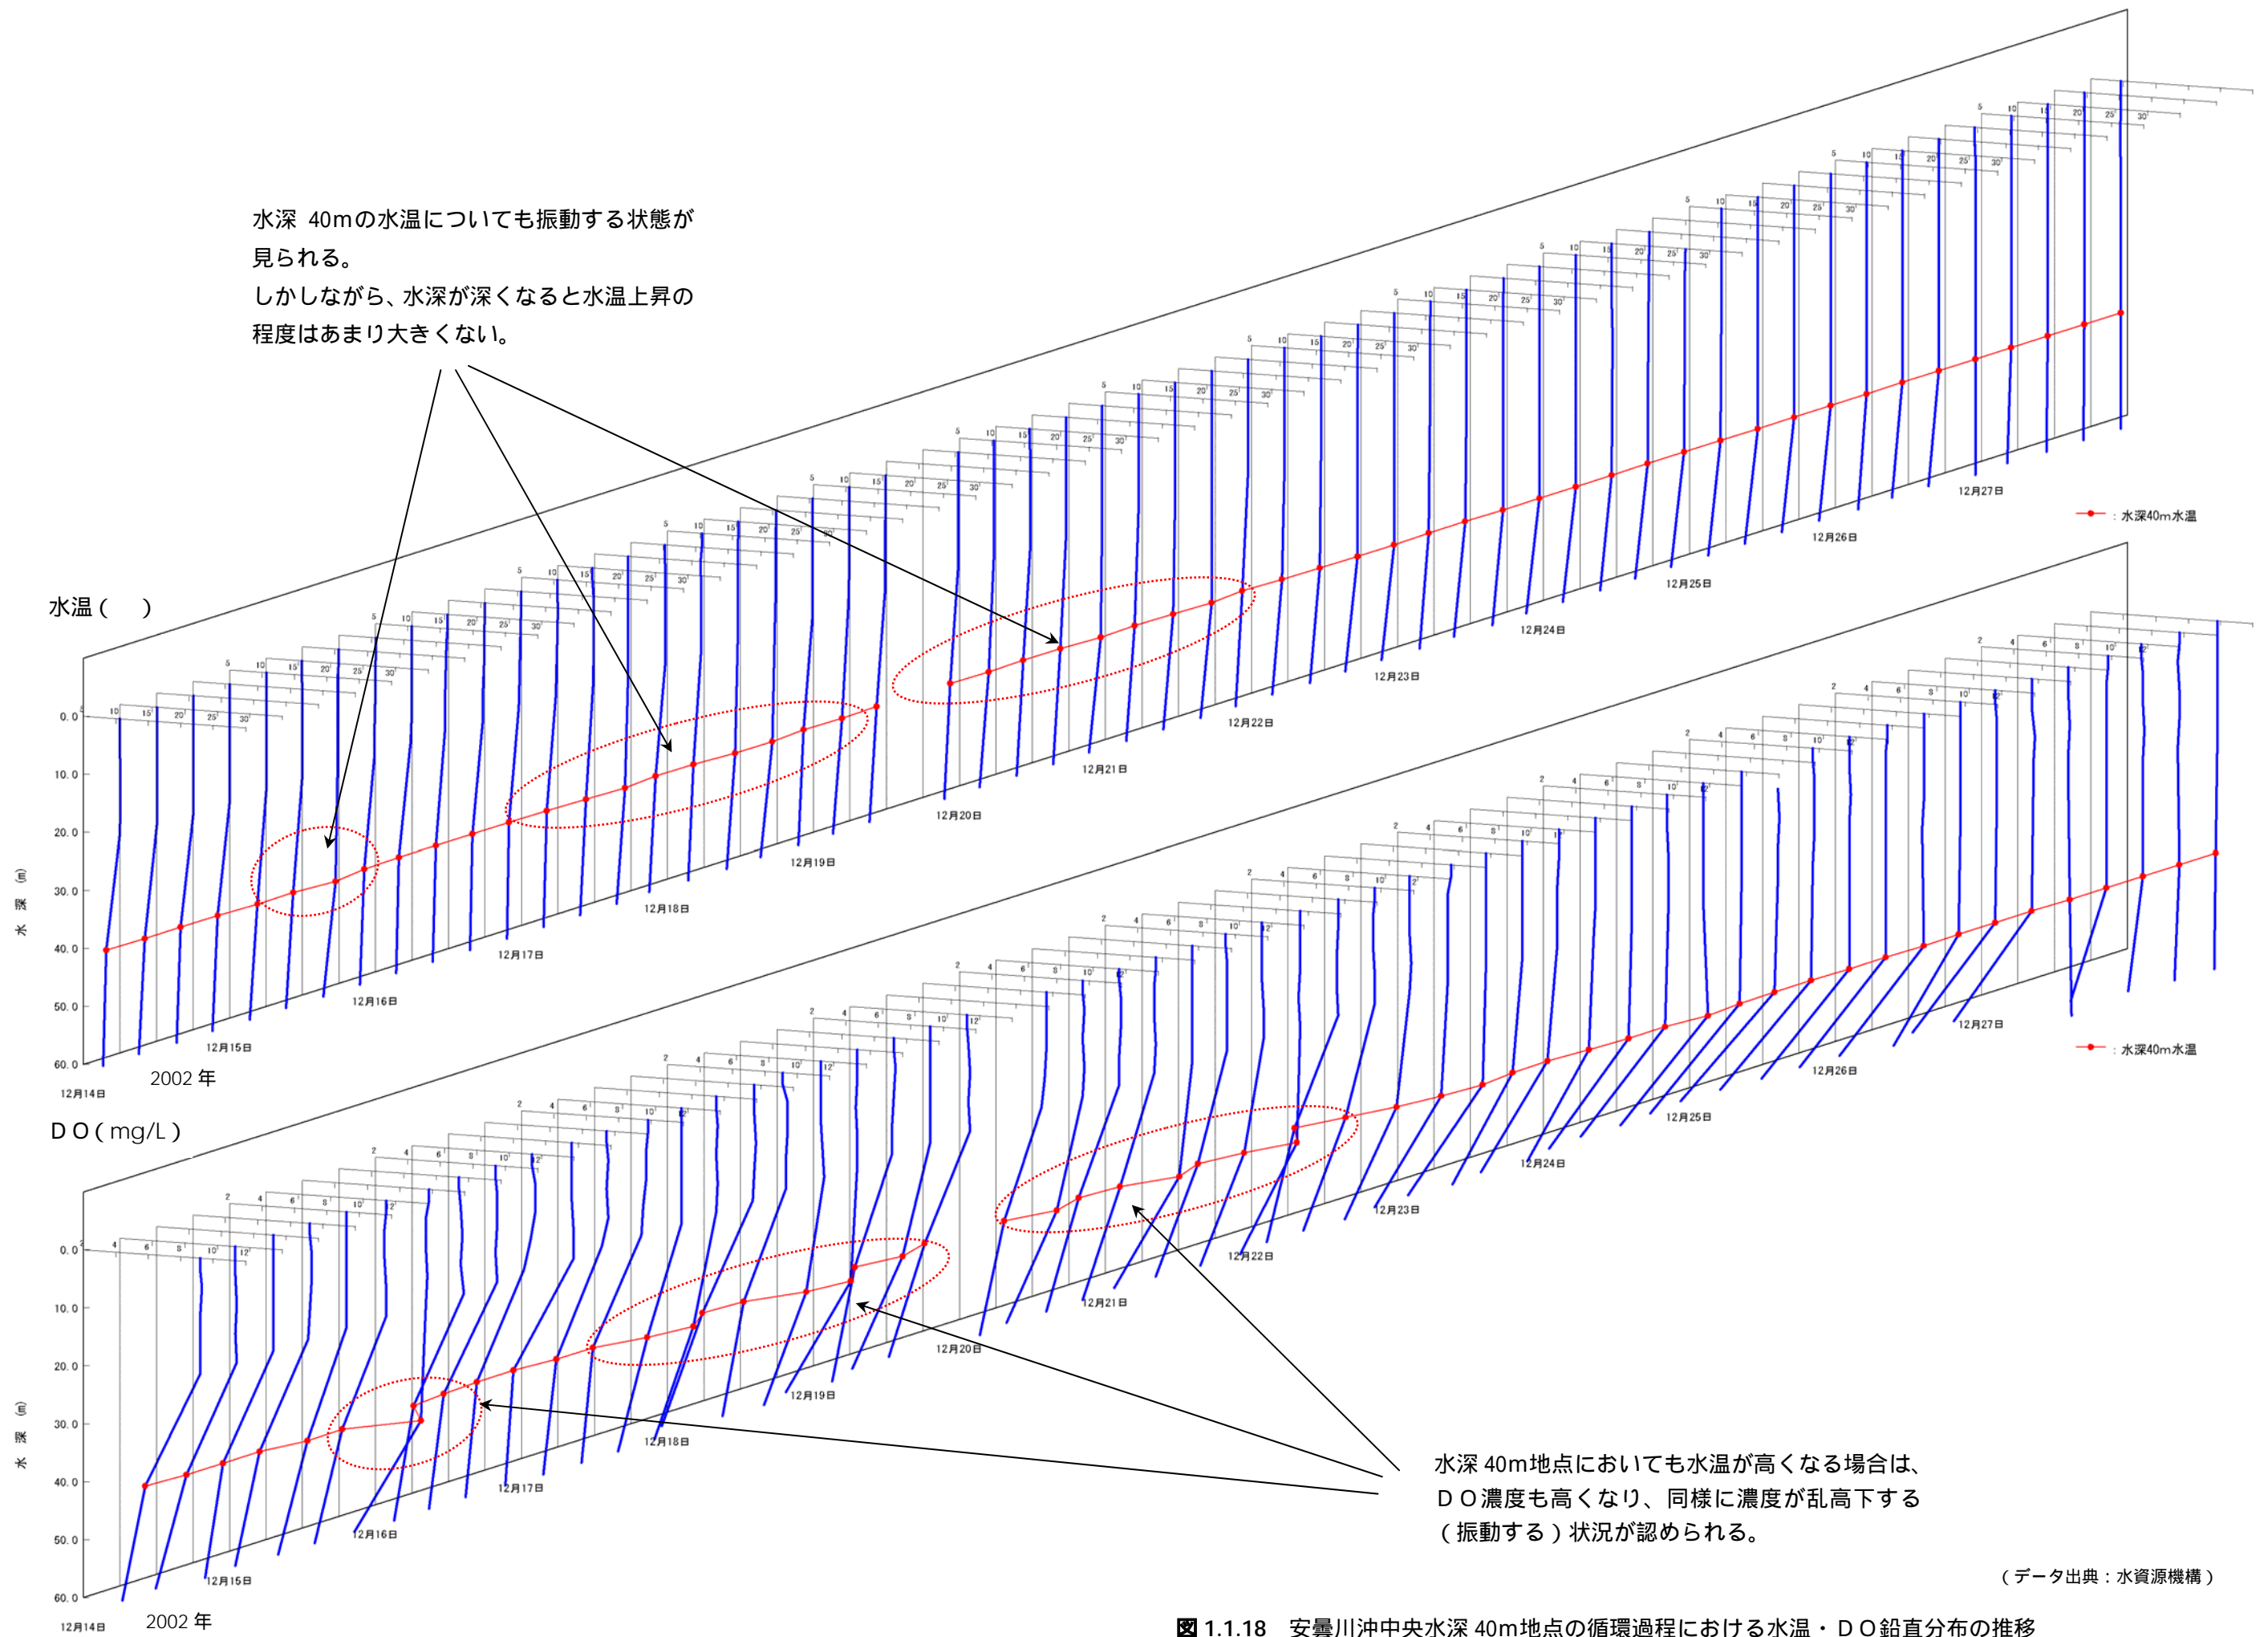 水深 40mの水温についても振動する状態が
見られる。
しかしながら、水深が深くなると水温上昇の
程度はあまり大きくない。
水温（　）
5 10 15 20 25 30
0.0
10.0
20.0
30.0
40.0
50.0
60.0
水 深 (m)
12月14日
12月15日
12月16日
12月17日
12月18日
12月19日
12月20日
12月21日
12月22日
12月23日
12月24日
12月25日
12月26日
12月27日
2002 年
：水深40m水温
ＤＯ（mg/L）
2 4 6 8 10 12
0.0
10.0
20.0
30.0
40.0
50.0
60.0
水 深 (m)
12月14日
12月15日
12月16日
12月17日
12月18日
12月19日
12月20日
12月21日
12月22日
12月23日
12月24日
12月25日
12月26日
12月27日
2002 年
：水深40m水温
水深 40m地点においても水温が高くなる場合は、
ＤＯ濃度も高くなり、同様に濃度が乱高下する
（振動する）状況が認められる。
（データ出典：水資源機構）
図 1.1.18　安曇川沖中央水深 40m地点の循環過程における水温・ＤＯ鉛直分布の推移